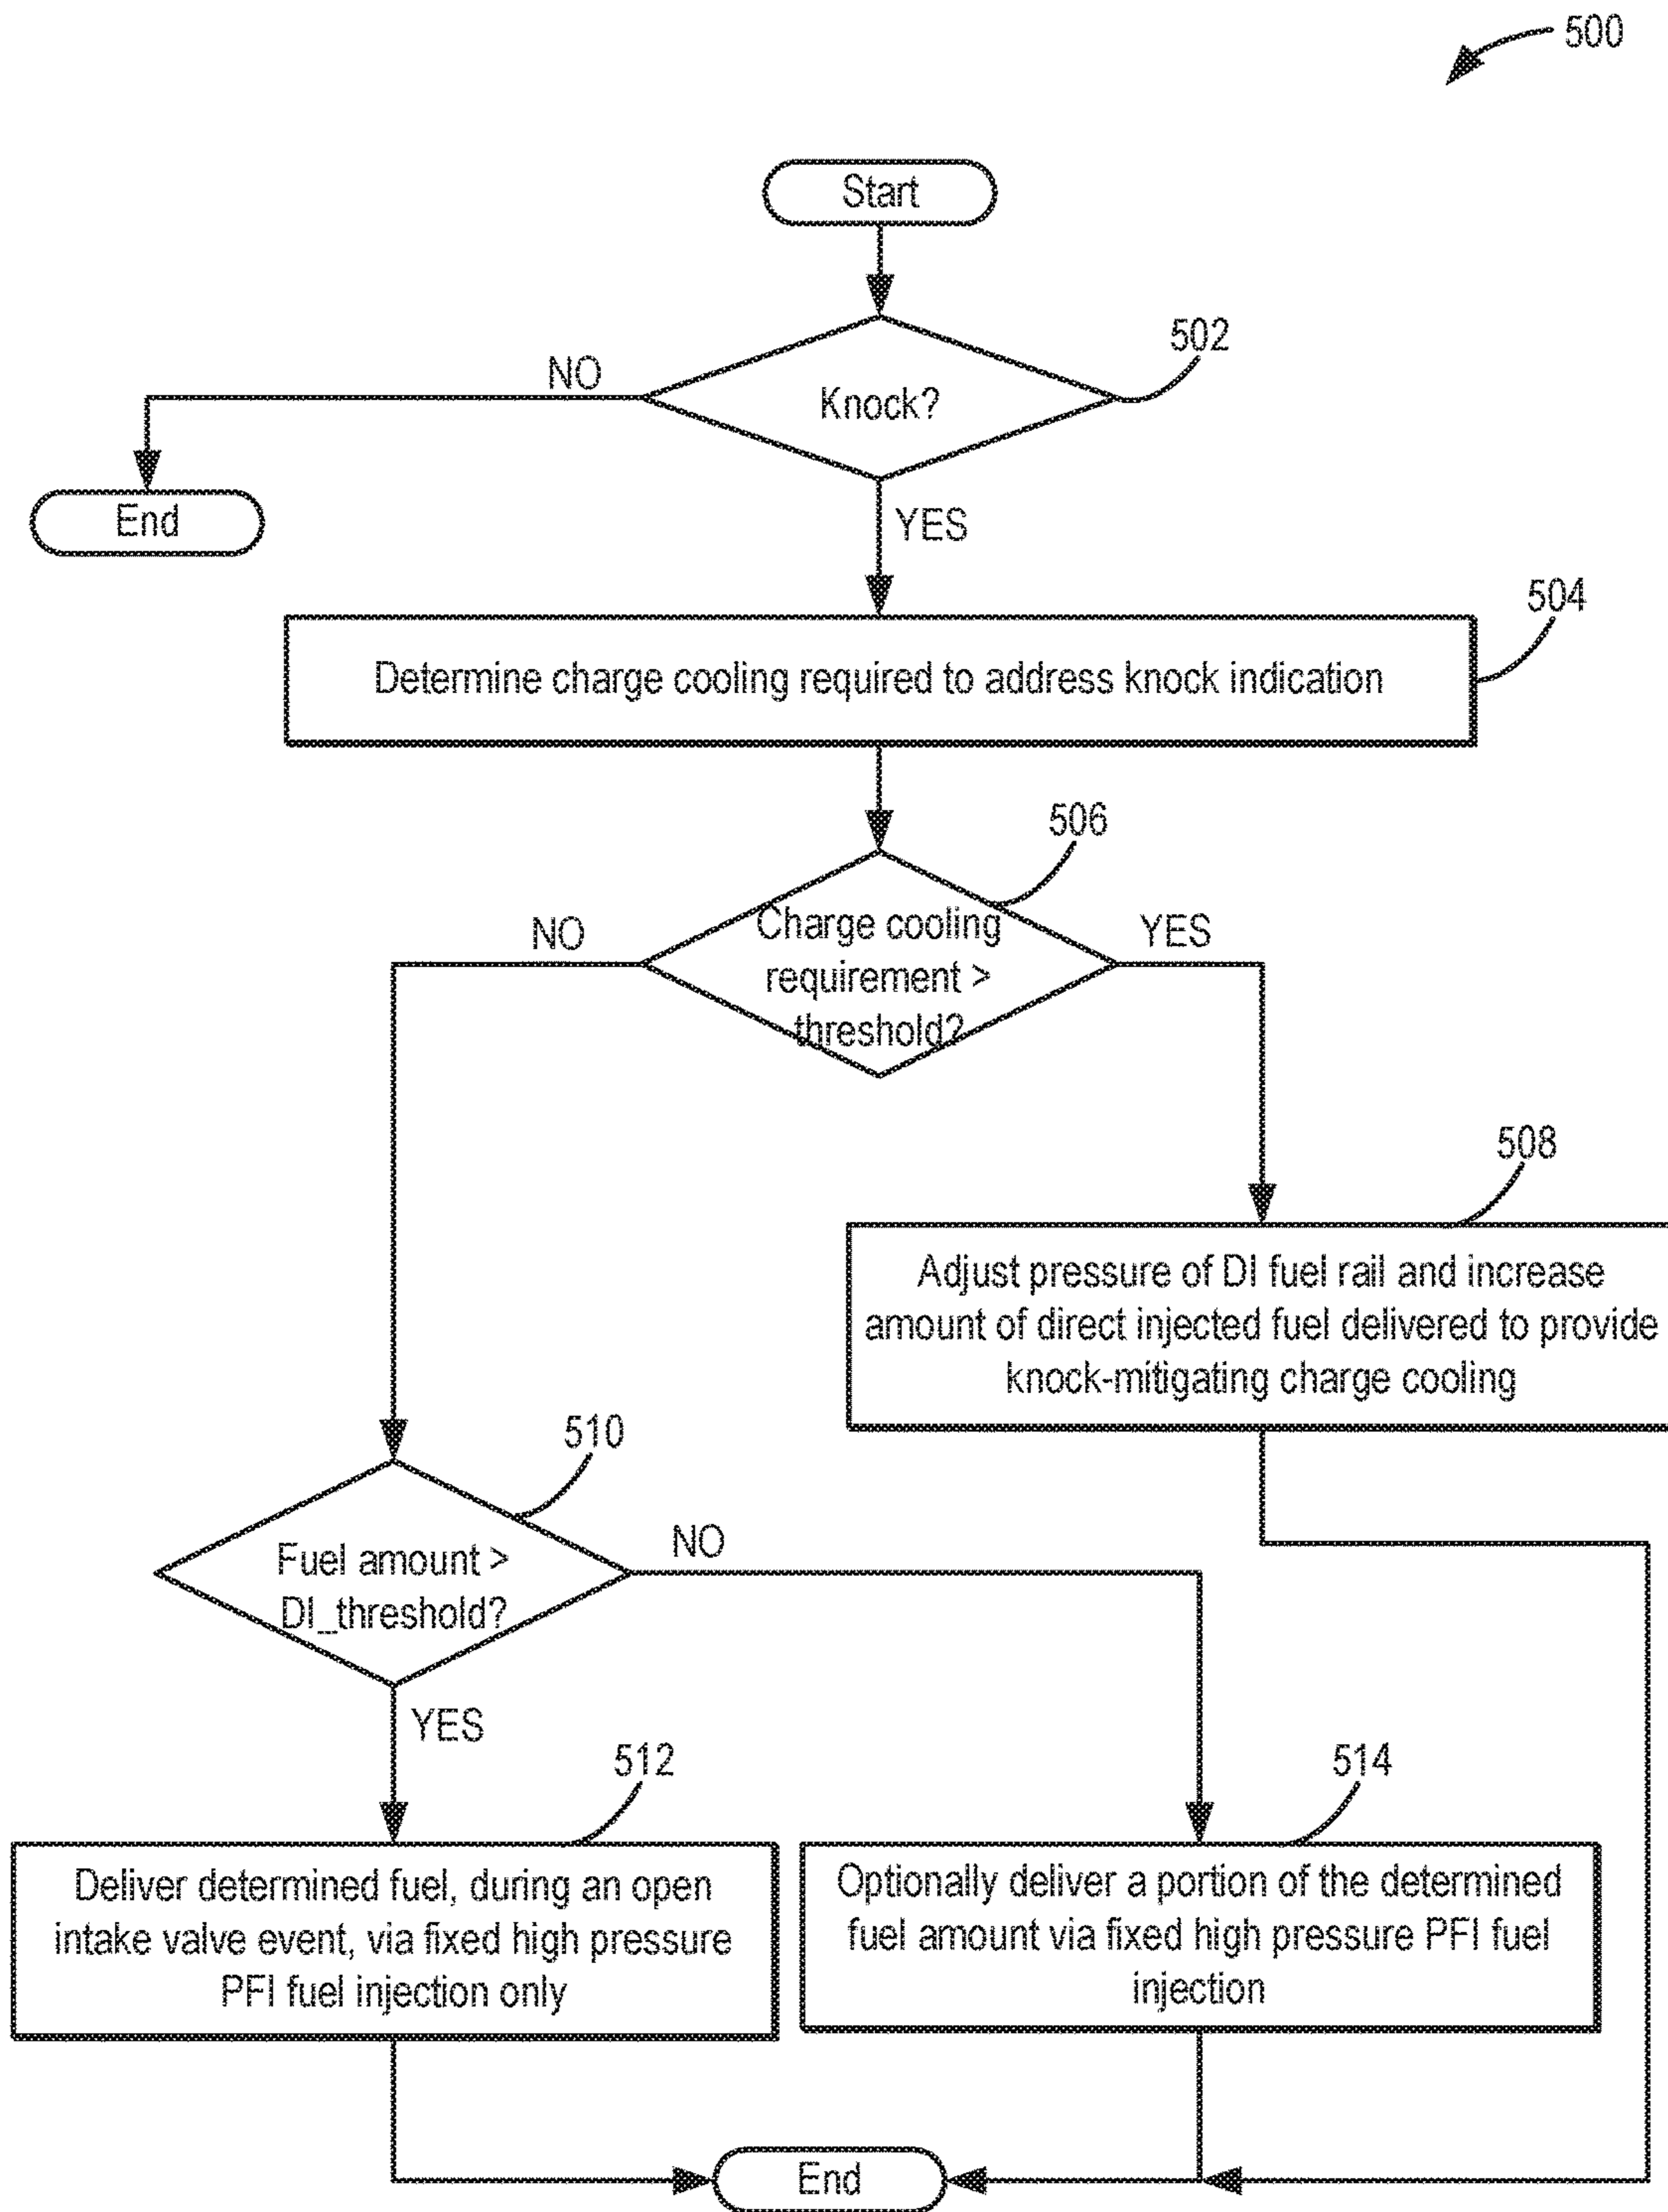 500
Start
502
NO
Knock?
End
YES
504
Determine charge cooling required to address knock indication
506
NO
Charge cooling
YES
requirement >
threshold?
508
Adjust pressure of DI fuel rail and increase
amount of direct injected fuel delivered to provide
knock-mitigating charge cooling
510
NO
Fuel amount >
DI_threshold?
YES
512
514
Deliver determined fuel, during an open
intake valve event, via fixed high pressure
PFI fuel injection only
Optionally deliver a portion of the determined
fuel amount via fixed high pressure PFI fuel
injection
End